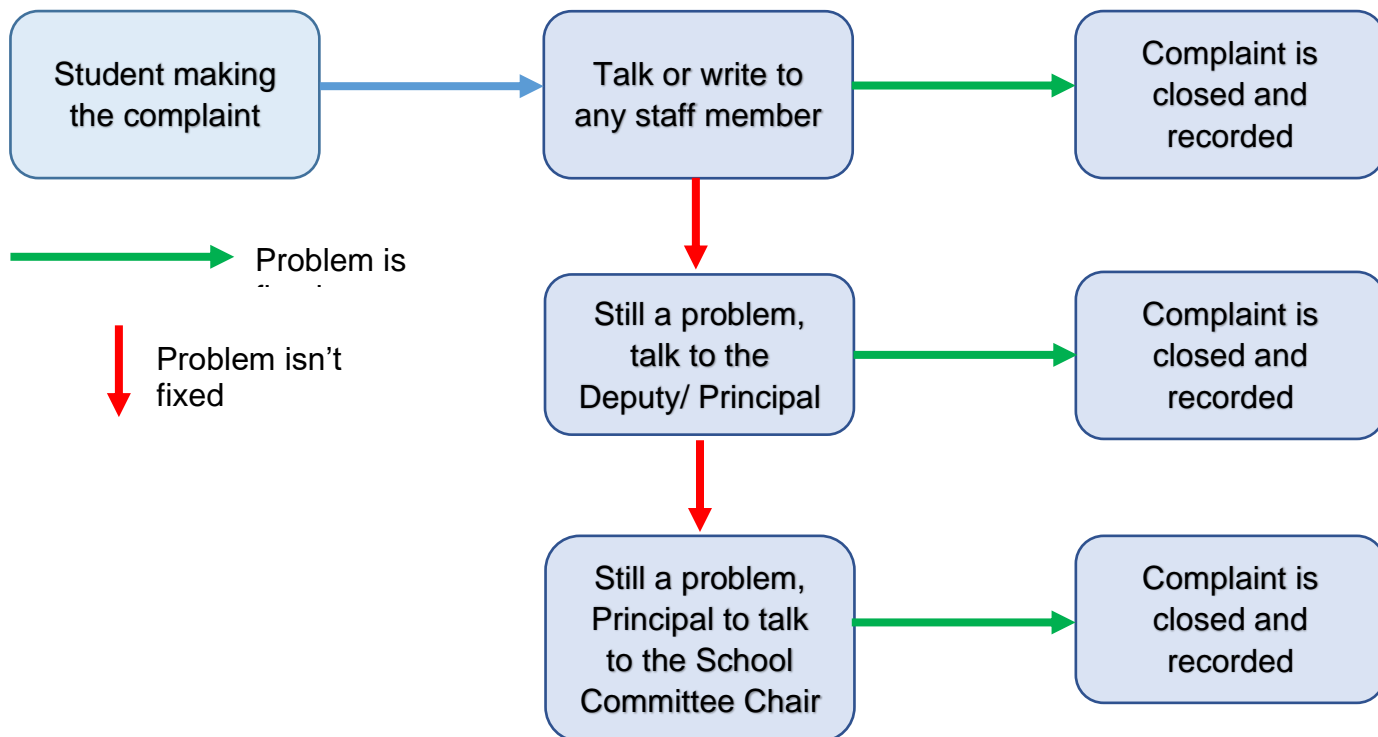 Student making
the complaint
Talk or write to
any staff member
Complaint is
closed and
recorded
Problem is
Problem isn’t
fixed
Still a problem,
talk to the
Deputy/ Principal
Complaint is
closed and
recorded
Still a problem,
Principal to talk
to the School
Committee Chair
Complaint is
closed and
recorded